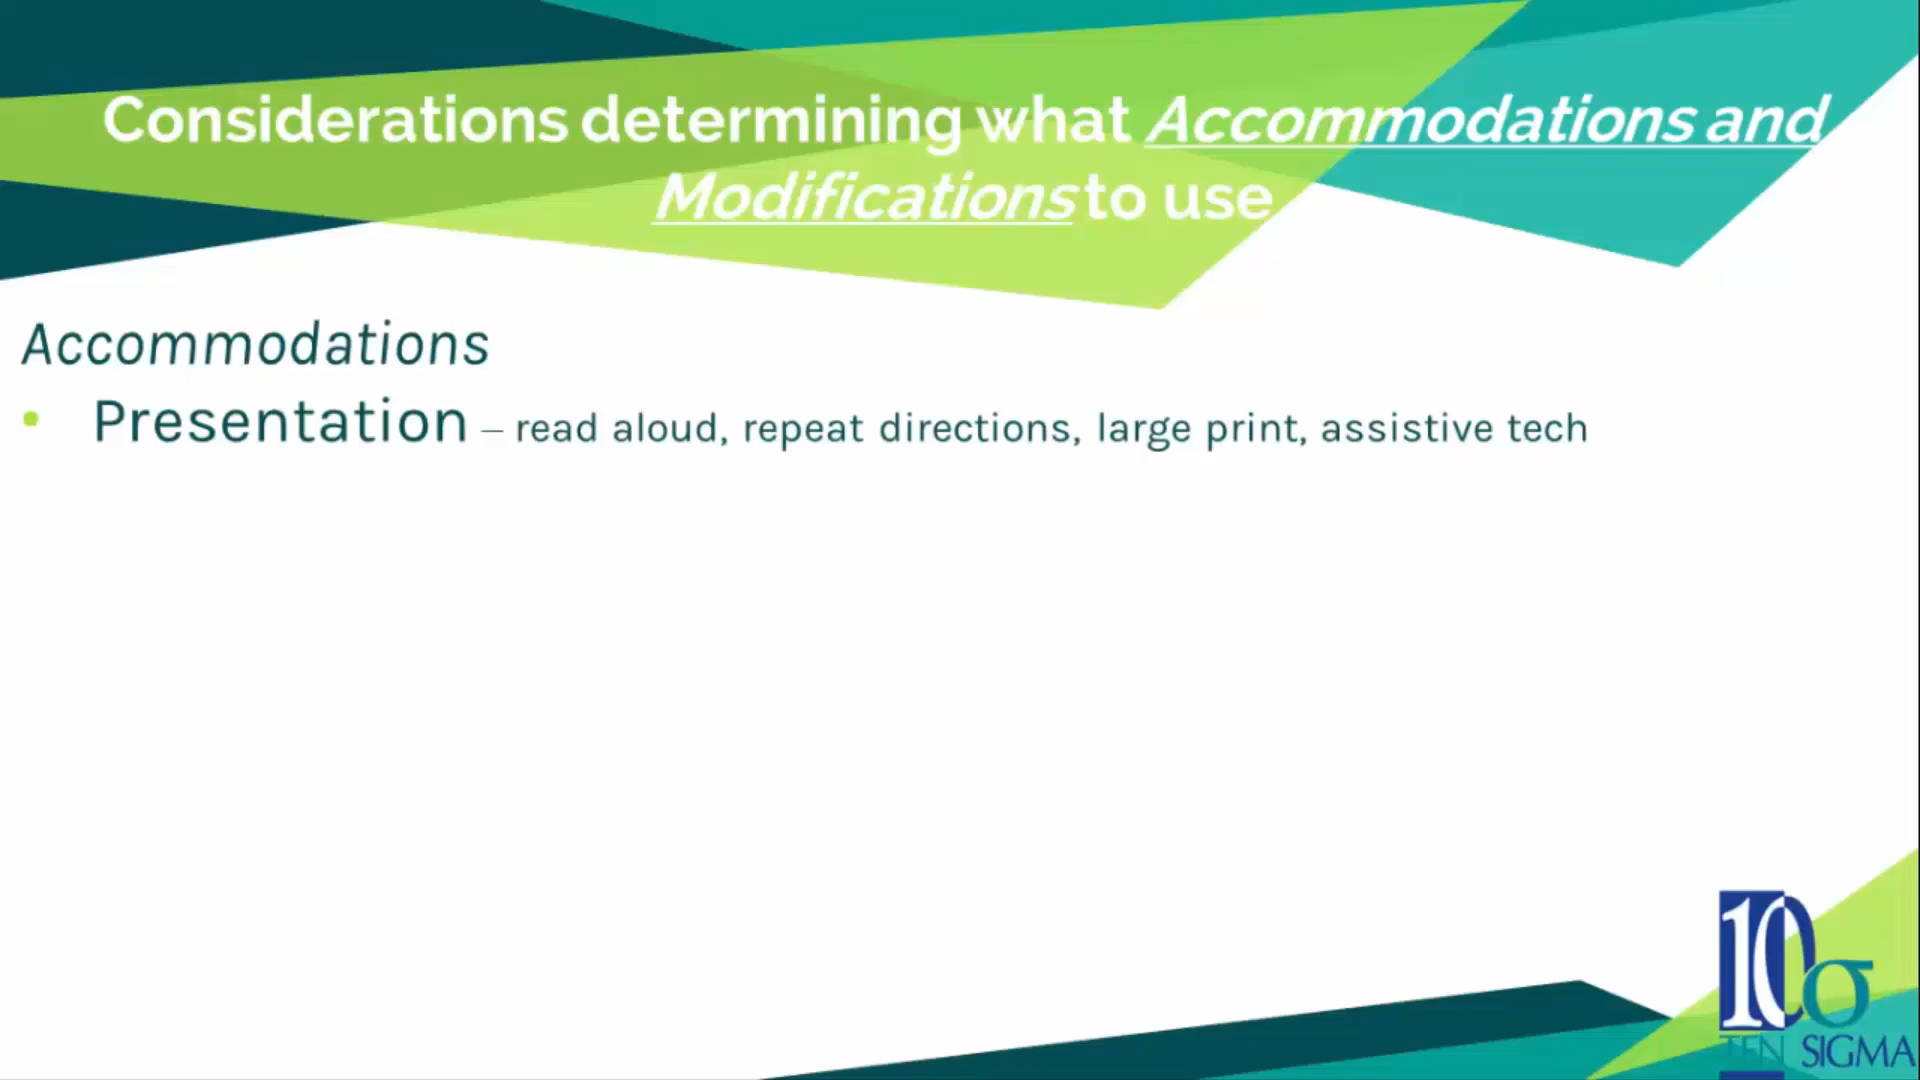 Considerations determining what Accommodations and
Modifications to use
Accommodations
• Presentation – read aloud, repeat directions, large print, assistive tech
10σ
TEN SIGMA